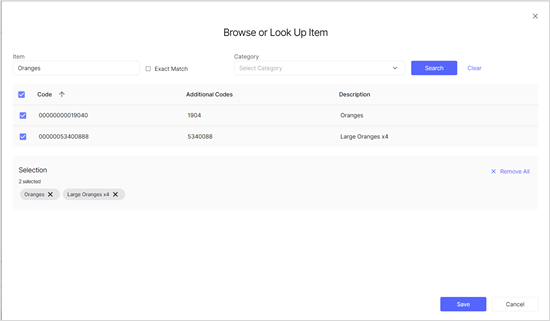 Browse or Look Up Item
Item
Category
Oranges
Exact Match
Select Category
Search
Clear
Code Additional Codes Description
00000000019040 1904 Oranges
00000053400888 5340088 Large Oranges x4
Selection
Remove All
2 selected
Oranges Large Oranges x4
Save
Cancel